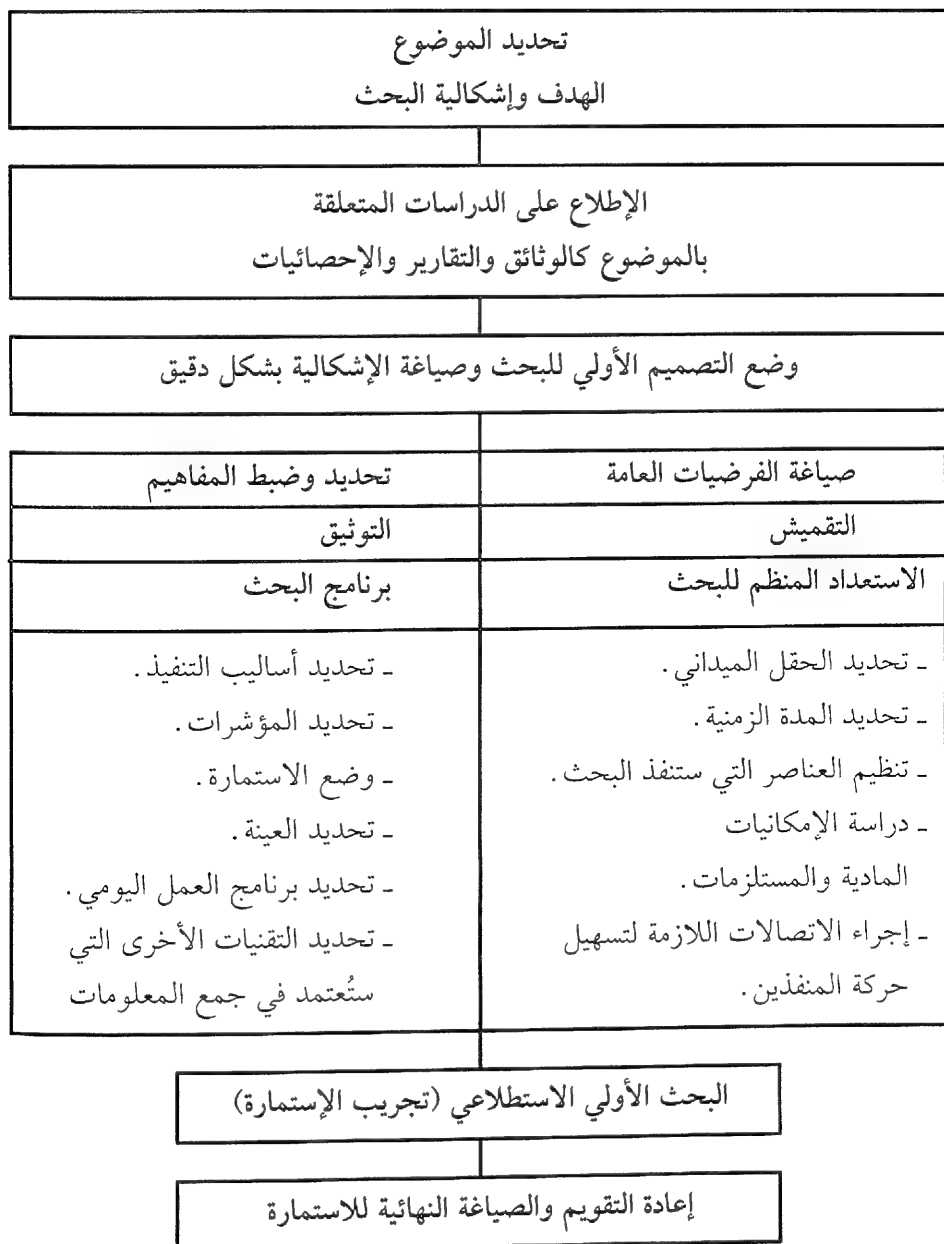 تحديد الموضوع
الهدف وإشكالية البحث
الإطلاع على الدراسات المتعلقة
بالموضوع كالوثائق والتقارير والإحصائيات
وضع التصميم الأولي للبحث وصياغة الإشكالية بشكل دقيق
صياغة الفرضيات العامة
تحديد وضبط المفاهيم
التقميش
التوثيق
الاستعداد المنظم للبحث
برنامج البحث
ـ تحديد الحقل الميداني.
ـ تحديد المدة الزمنية.
ـ تنظيم العناصر التي ستنفذ البحث.
ـ دراسة الإمكانيات
المادية والمستلزمات.
ـ إجراء الاتصالات اللازمة لتسهيل
حركة المنفذين.
ـ تحديد أساليب التنفيذ.
ـ تحديد المؤشرات.
ـ وضع الاستمارة.
ـ تحديد العينة.
ـ تحديد برنامج العمل اليومي.
ـ تحديد التقنيات الأخرى التي
ستُعتمد في جمع المعلومات
البحث الأولي الاستطلاعي (تجريب الإستمارة)
إعادة التقويم والصياغة النهائية للاستمارة